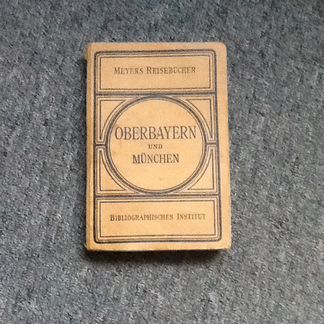 MEYERS REISEBÜCHER
OBERBAYERN
UND
MÜNCHEN
BIBLIOGRAPHISCHES INSTITUT